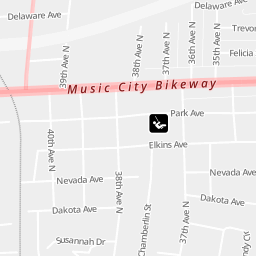 Delaware Ave
Delaware Ave
Trevor
Felicia
39th Ave N
38th Ave N
37th Ave N
36th Ave N
35th Ave N
Music City Bikeway
Park Ave
40th Ave N
Elkins Ave
Nevada Ave
38th Ave N
Nevada Ave
Dakota Ave
Dakota Ave
Chamberlin St
37th Ave N
Susannah Dr
dy C